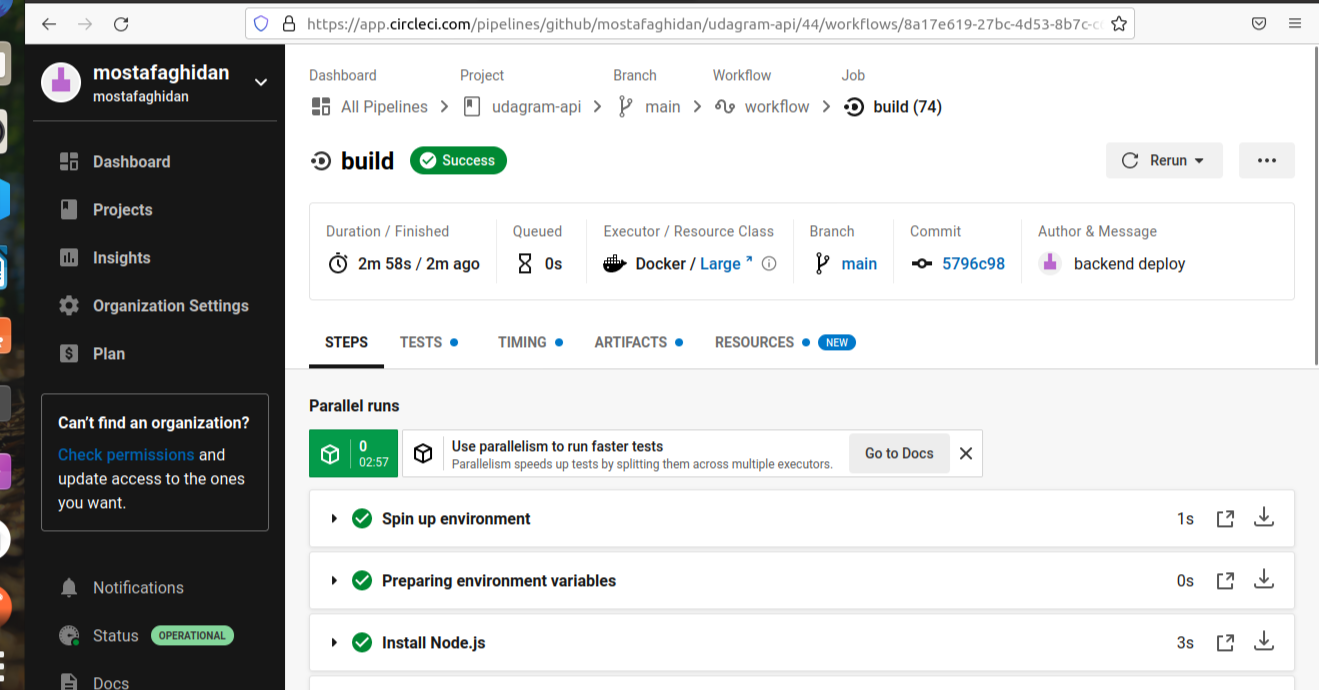 https://app.circleci.com/pipelines/github/mostafaghidan/udagram-api/44/workflows/8a17e619-27bc-4d53-8b7c-c
mostafaghidan
mostafaghidan
Dashboard
Projects
Insights
Organization Settings
Plan
Can't find an organization?
Check permissions and
update access to the ones
you want.
Notifications
Status OPERATIONAL
Docs
Dashboard Project Branch Workflow Job
All Pipelines udagram-api main workflow build (74)
build Success
Rerun
Duration / Finished Queued Executor / Resource Class Branch Commit Author & Message
2m 58s / 2m ago 0s Docker / Large main 5796c98 backend deploy
STEPS TESTS TIMING ARTIFACTS RESOURCES NEW
Parallel runs
0
02:57
Use parallelism to run faster tests
Parallelism speeds up tests by splitting them across multiple executors.
Go to Docs
Spin up environment 1s
Preparing environment variables 0s
Install Node.js 3s